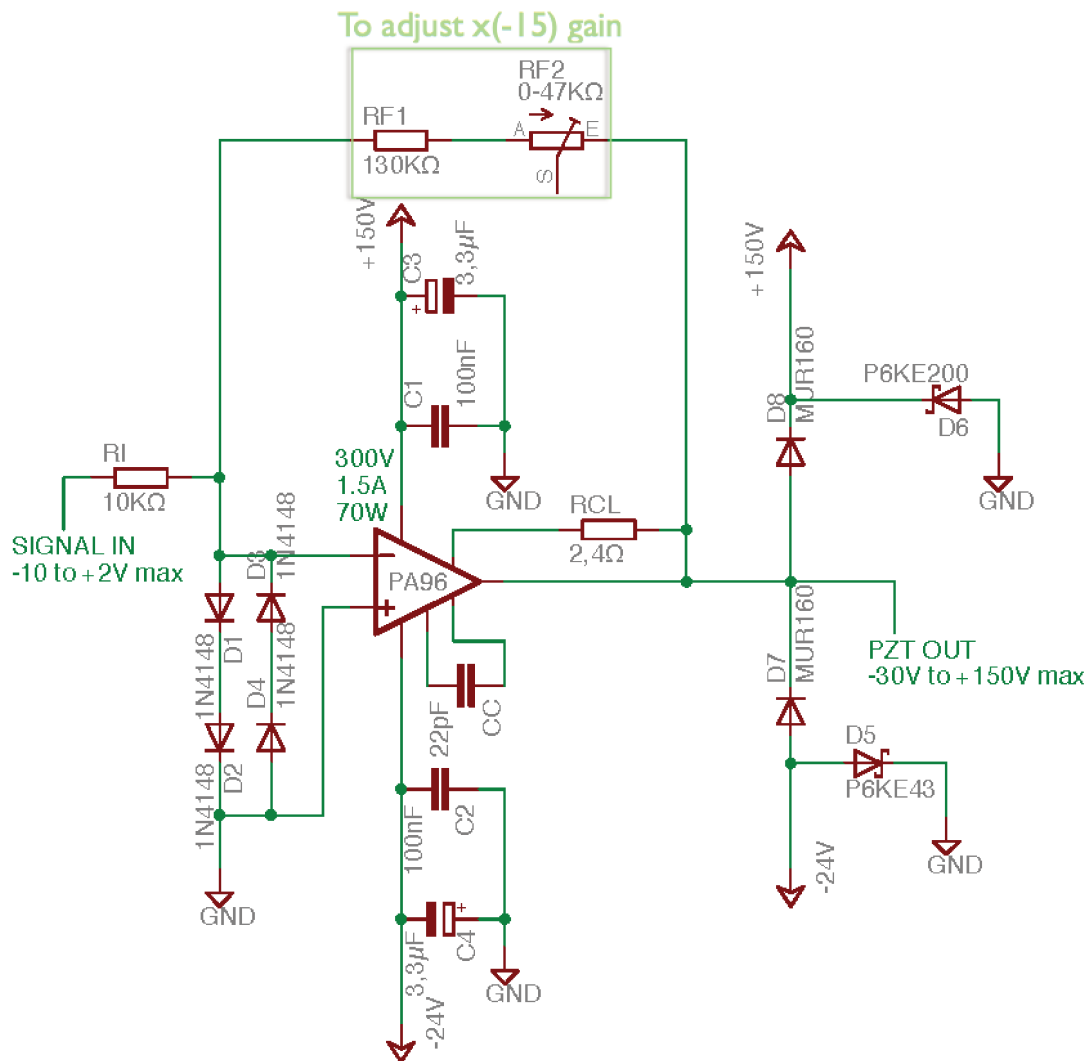 To adjust x(-15) gain
RF2
0-47KΩ
RF1
A
E
130KΩ
S
+150V
C3
3,3µF
+
+150V
C1
100nF
MUR160
P6KE200
D8
D6
GND
RI
10KΩ
300V
1.5A
70W
GND
RCL
2,4Ω
SIGNAL IN
-10 to +2V max
D3
1N4148
PA96
−
+
D1
1N4148
D4
1N4148
MUR160
D7
PZT OUT
-30V to +150V max
22pF
CC
D2
1N4148
D5
P6KE43
100nF
C2
GND
-24V
GND
3,3µF
+
C4
GND
-24V